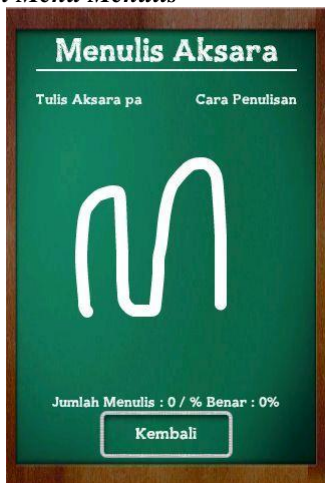 Menulis Aksara
Tulis Aksara pa
Cara Penulisan
Jumlah Menulis : 0 / % Benar : 0%
Kembali